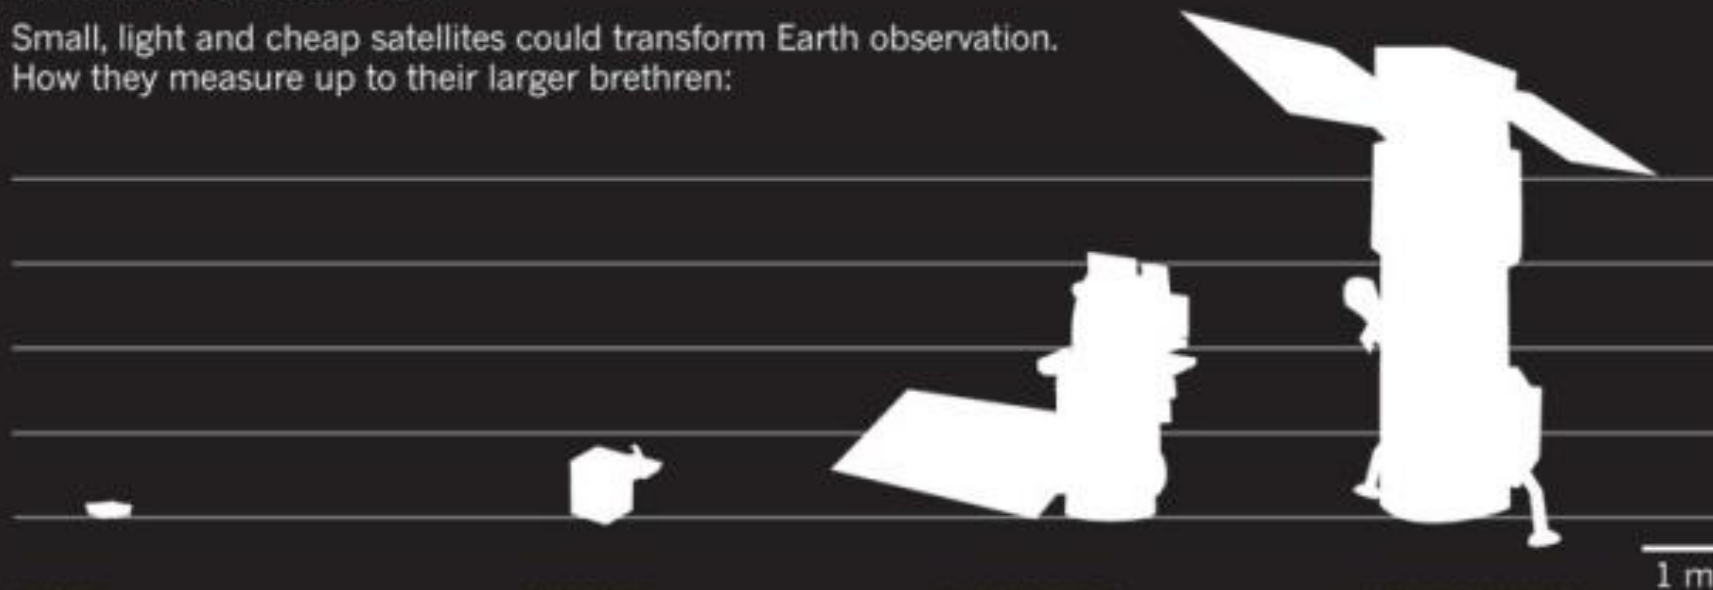 Small, light and cheap satellites could transform Earth observation.
How they measure up to their larger brethren:
1 m